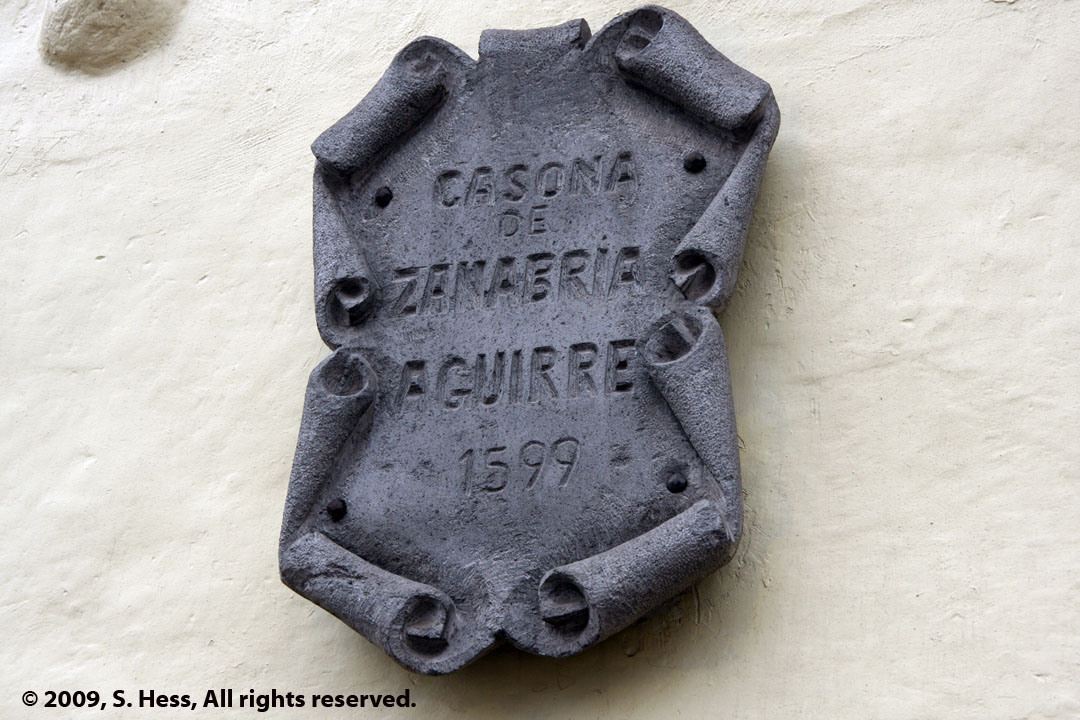 CASONA
DE
ZANABRIA
AGUIRRE
1599
© 2009, S. Hess, All rights reserved.